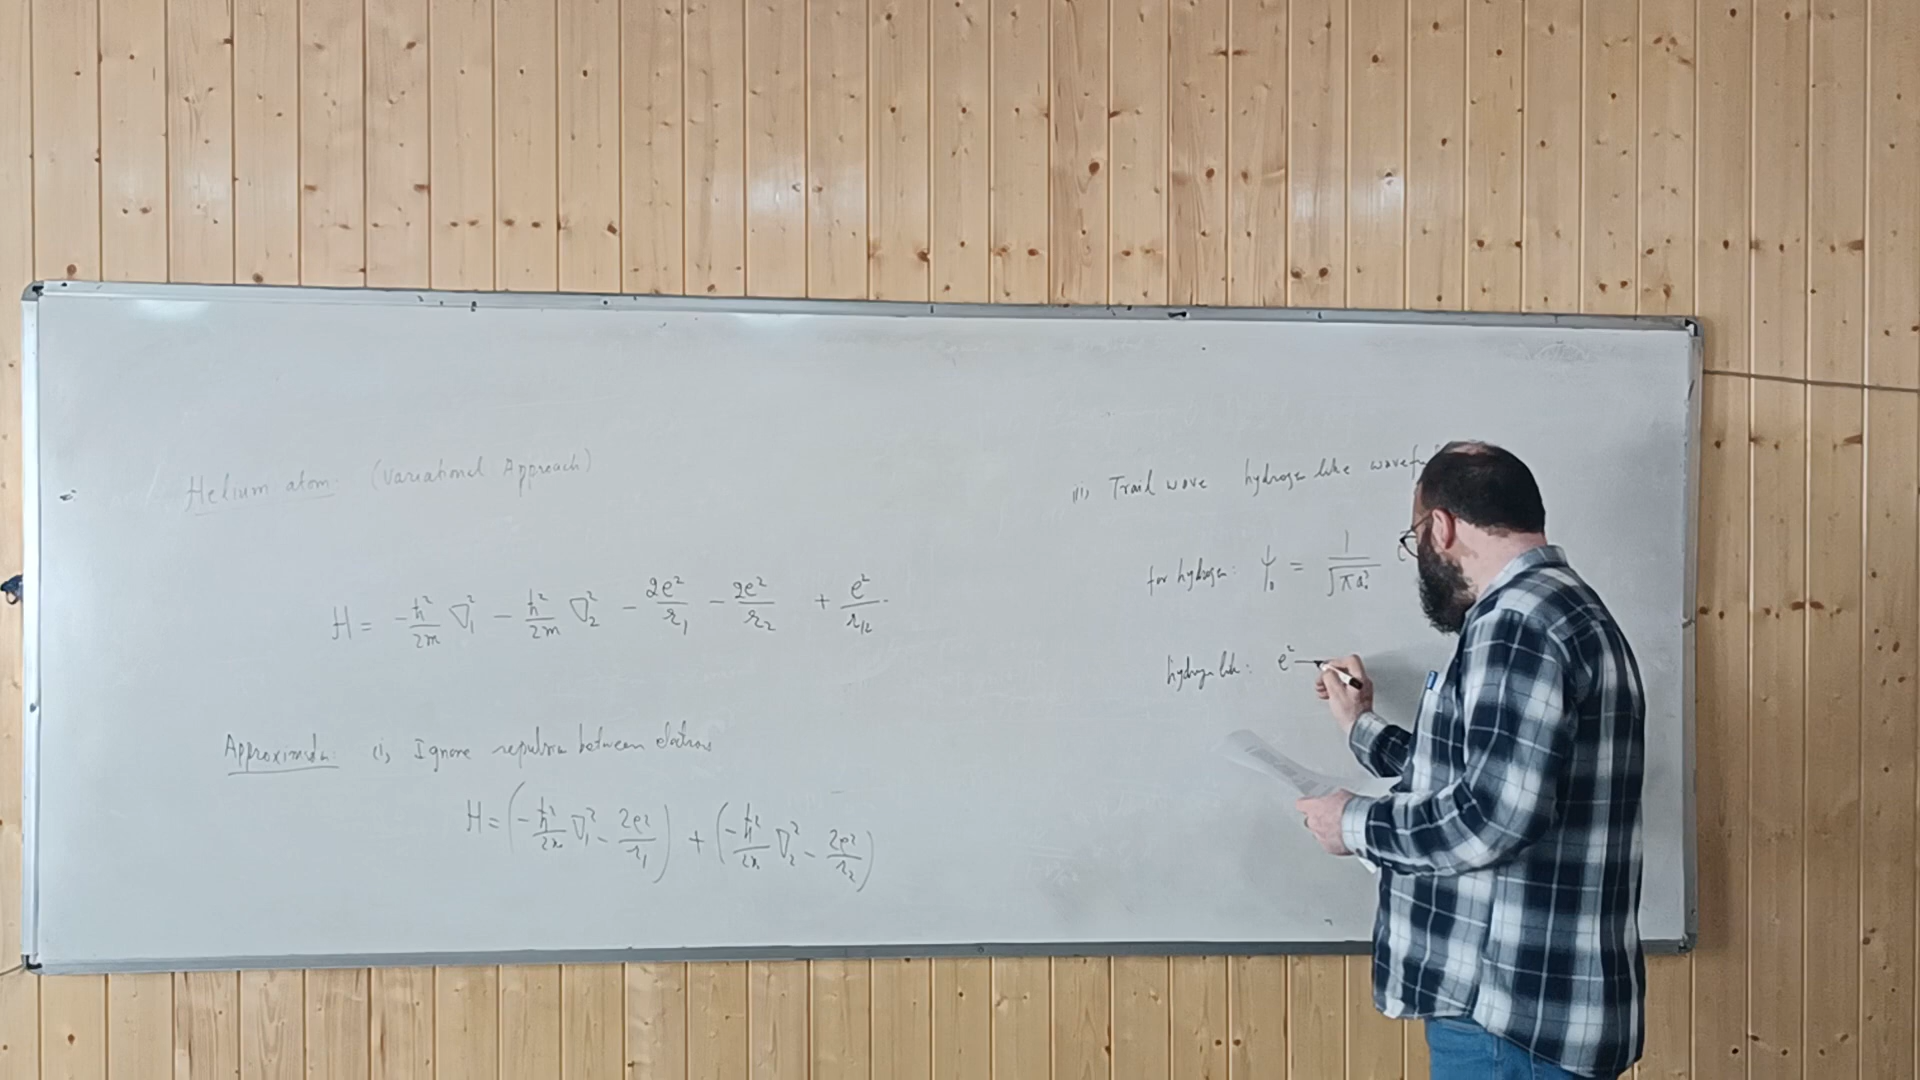 Helium atom: (Variational Approach)
H = -ħ²/2m ∇₁² - ħ²/2m ∇₂² - 2e²/r₁ - 2e²/r₂ + e²/r₁₂
Approximation: (i) Ignore repulsion between electrons
H = (-ħ²/2m ∇₁² - 2e²/r₁) + (-ħ²/2m ∇₂² - 2e²/r₂)
(ii) Trail wave hydrogen like
for hydrogen: ψ₀ = 1/√πa₀³ e
hydrogen like: e² →